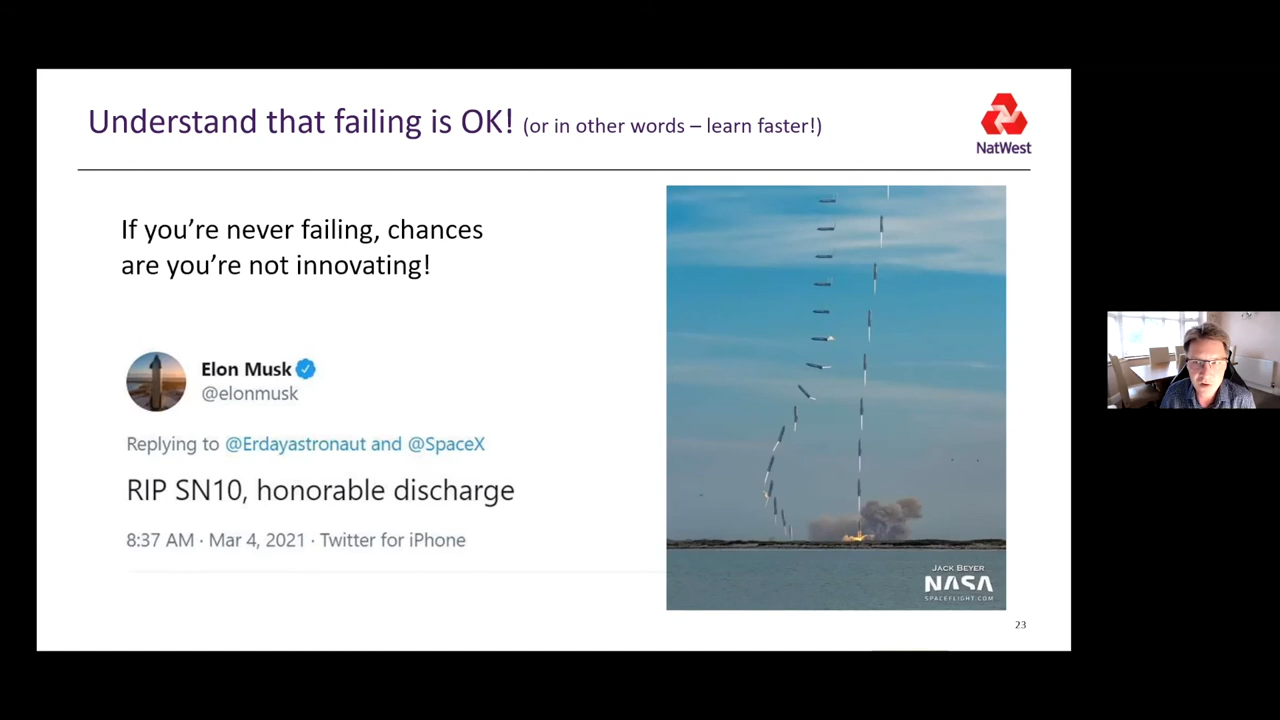 Understand that failing is OK! (or in other words – learn faster!)
NatWest
If you’re never failing, chances
are you’re not innovating!
Elon Musk
@elonmusk
Replying to @Erdayastronaut and @SpaceX
RIP SN10, honorable discharge
8:37 AM · Mar 4, 2021 · Twitter for iPhone
JACK BEYER
NASA
SPACEFLIGHT.COM
23